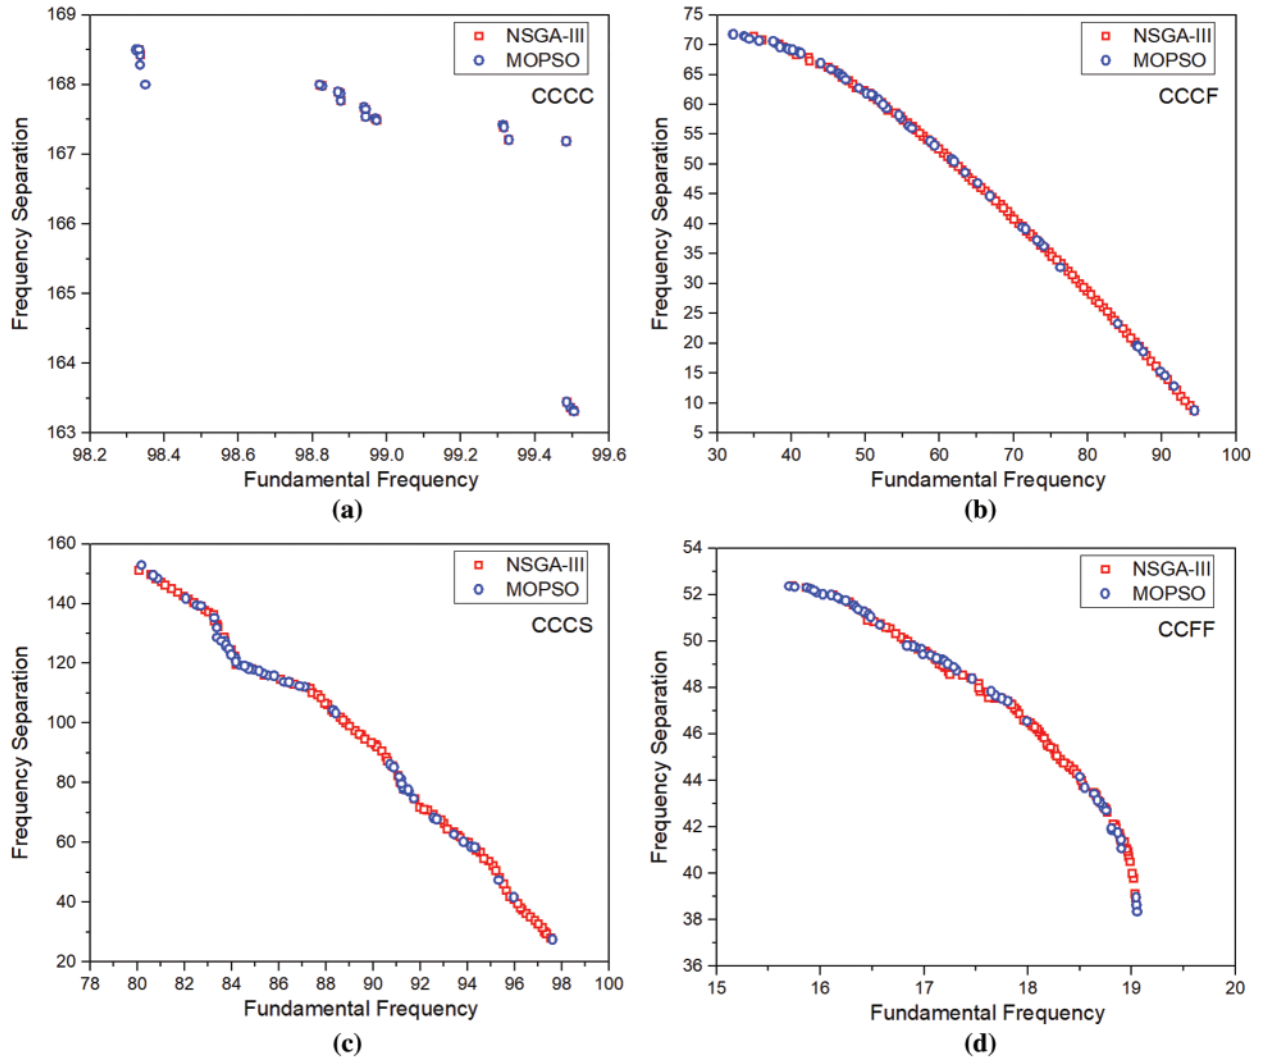 169
168
167
166
165
164
163
Frequency Separation
NSGA-III
MOPSO
CCCC
98.2 98.4 98.6 98.8 99.0 99.2 99.4 99.6
Fundamental Frequency
(a)
75
70
65
60
55
50
45
40
35
30
25
20
15
10
5
Frequency Separation
NSGA-III
MOPSO
CCCF
30 40 50 60 70 80 90 100
Fundamental Frequency
(b)
160
140
120
100
80
60
40
20
Frequency Separation
NSGA-III
MOPSO
CCCS
78 80 82 84 86 88 90 92 94 96 98 100
Fundamental Frequency
(c)
54
52
50
48
46
44
42
40
38
36
Frequency Separation
NSGA-III
MOPSO
CCFF
15 16 17 18 19 20
Fundamental Frequency
(d)